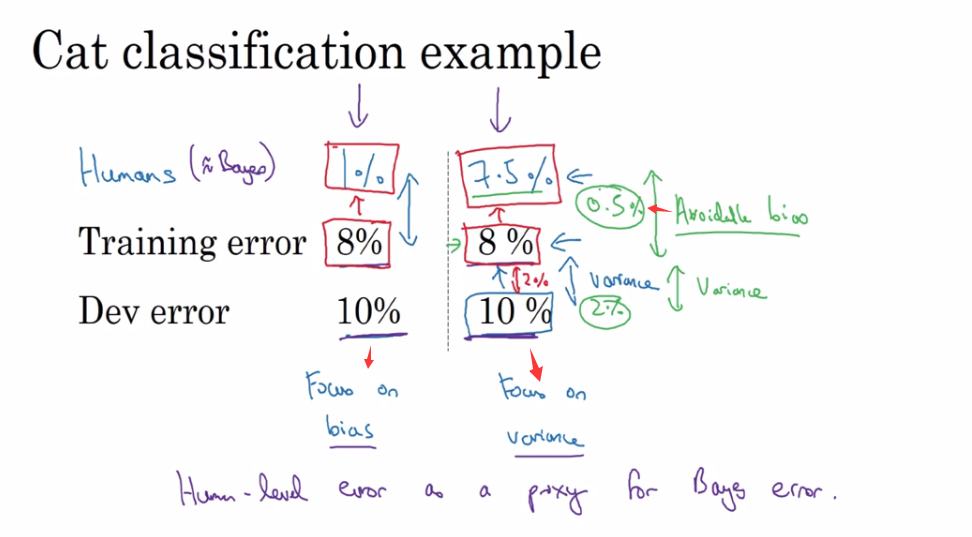 Cat classification example
Humans (≈ Bayes) 1% 7.5%
0.5% Avoidable bias
Training error 8% 8 %
2% Variance 2% Variance
Dev error 10% 10 %
Focus on bias
Focus on variance
Human-level error as a proxy for Bayes error.